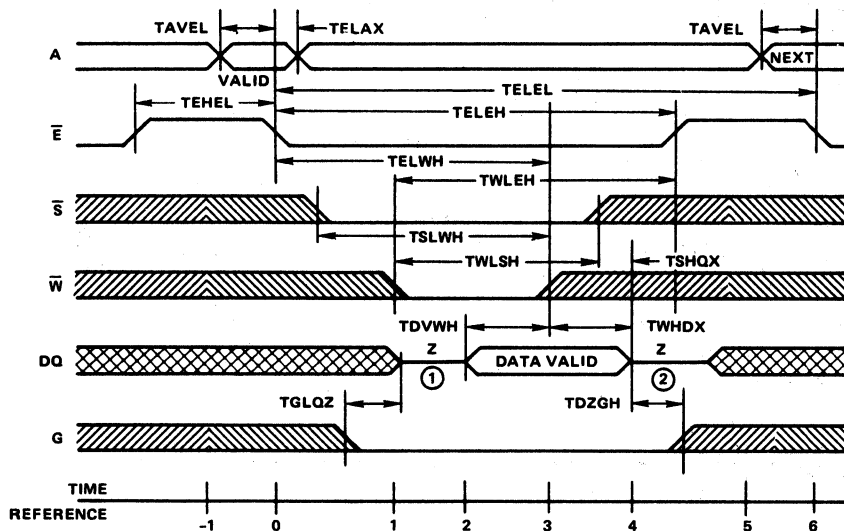 TAVEL TELAX TAVEL
A
VALID NEXT
TELEL
TEHEL TELEH
E̅
TELWH
TWLEH
S̅
TSLWH
TWLSH TSHQX
W̅
TDVWH TWHDX
Z Z
DQ DATA VALID
① ②
TGLQZ TDZGH
G
TIME
REFERENCE
-1 0 1 2 3 4 5 6